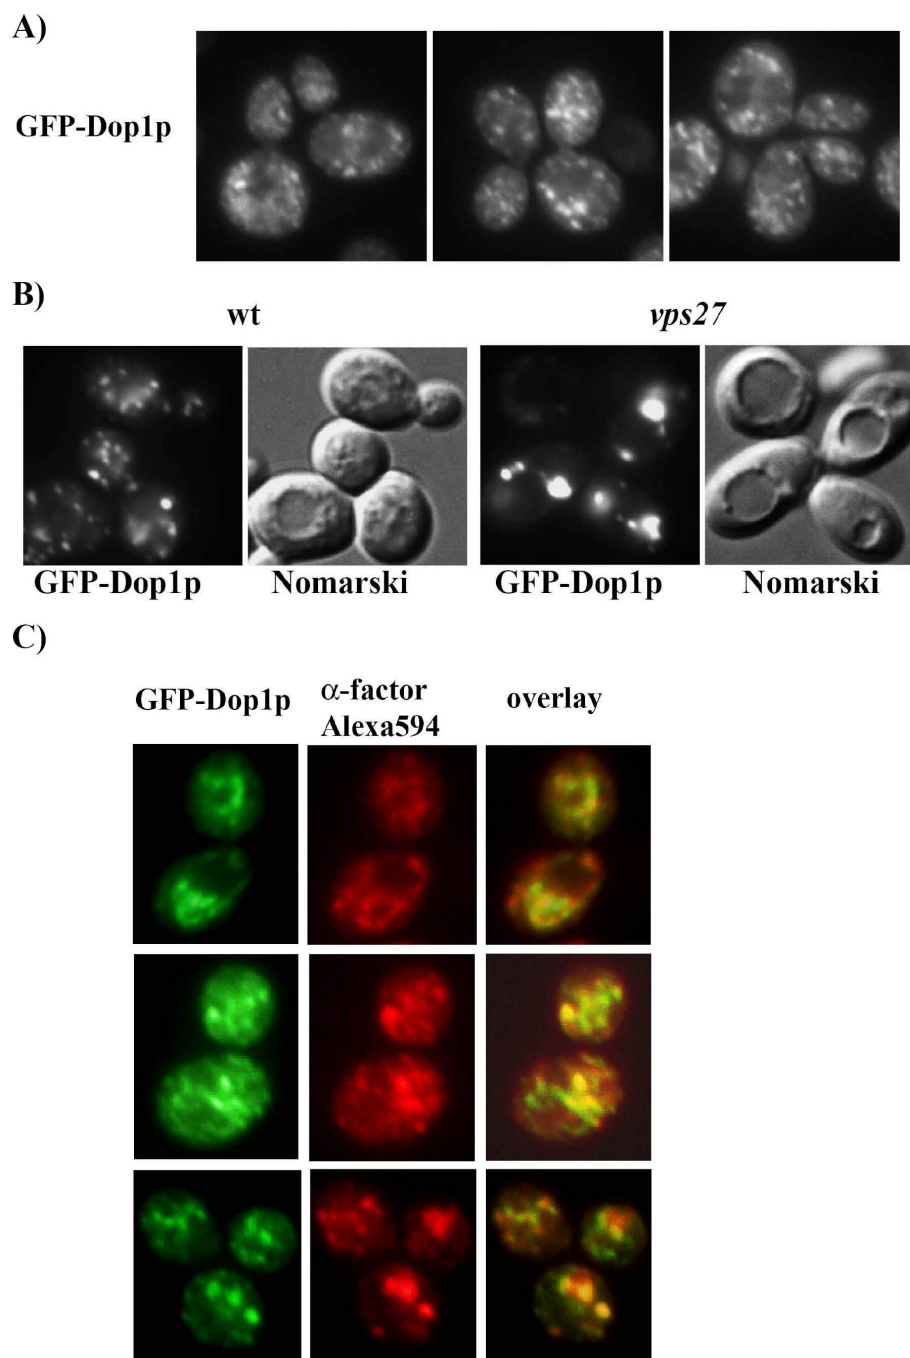 A)
GFP-Dop1p
B)
wt
vps27
GFP-Dop1p
Nomarski
GFP-Dop1p
Nomarski
C)
GFP-Dop1p
α-factor
Alexa594
overlay